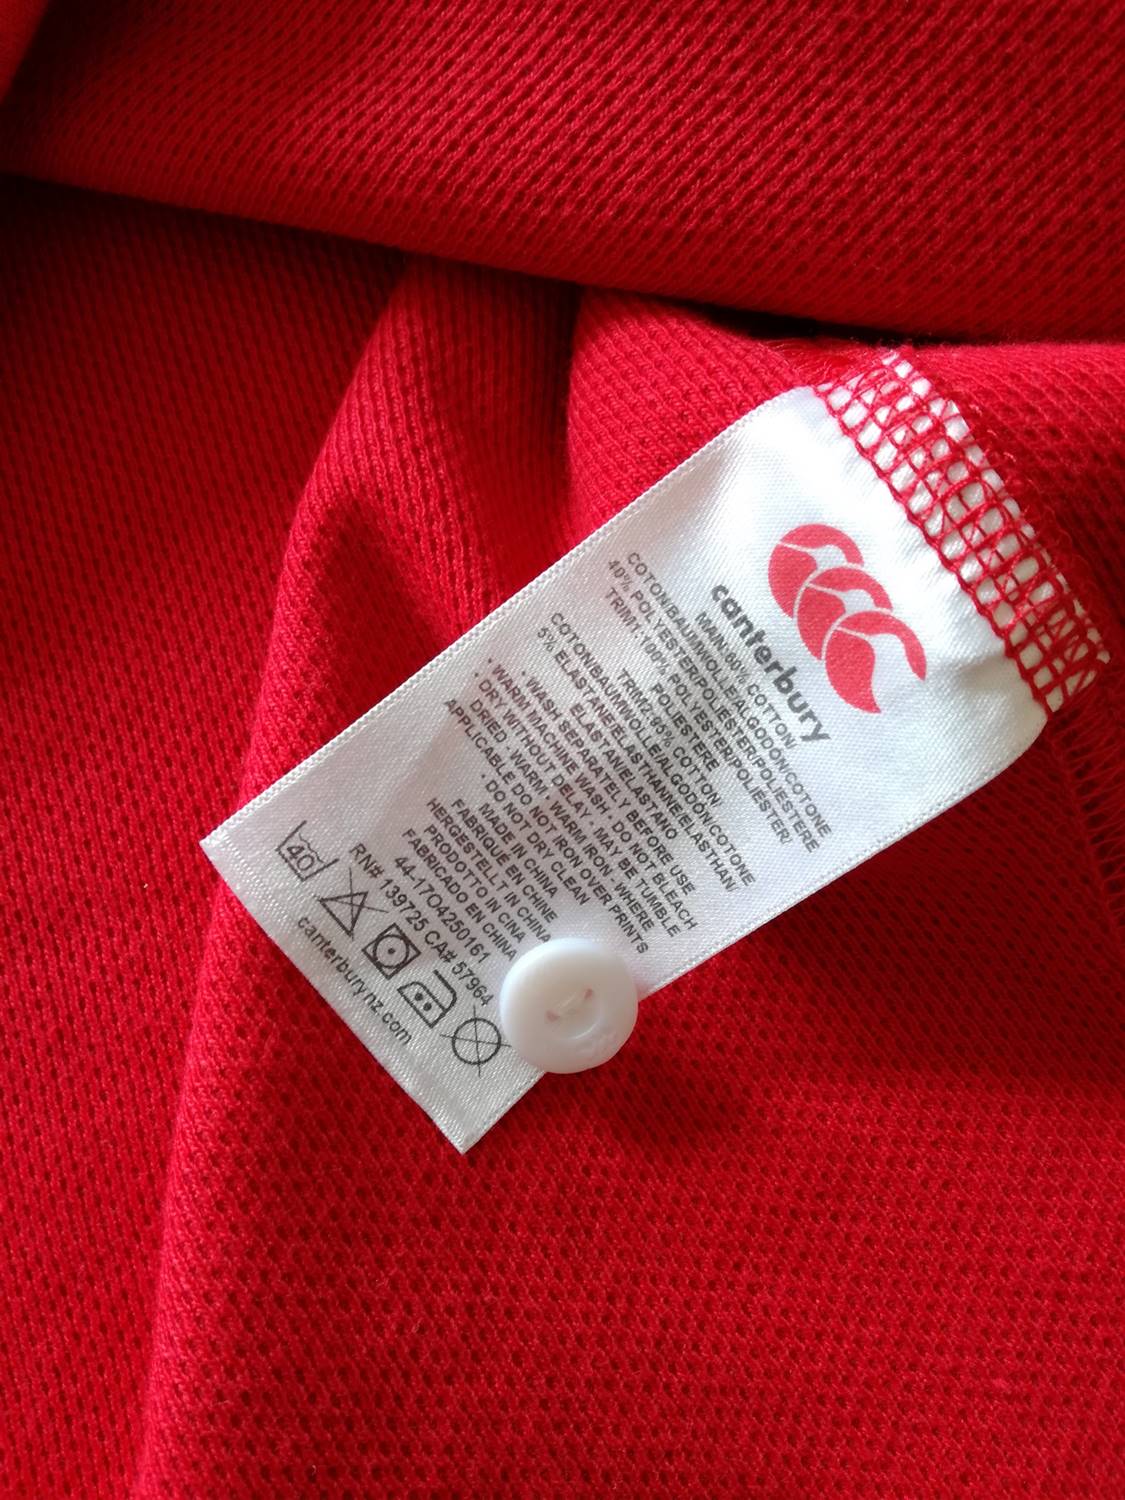 canterbury
MAIN:60% COTTON/
COTON/BAUMWOLLE/ALGODÓN/COTONE
40% POLYESTER/POLIESTER/POLIESTERE
TRIM1: 100% POLYESTER/POLIÉSTER/
POLIESTERE
TRIM2:95% COTTON/
COTON/BAUMWOLLE/ALGODÓN/COTONE
5% ELASTANE/ELASTHANNE/ELASTHAN/
ELASTAN/ELASTANO
· WASH SEPARATELY BEFORE USE
· WARM MACHINE WASH · DO NOT BLEACH
· DRY WITHOUT DELAY · MAY BE TUMBLE
DRIED · WARM IRON · WHERE
APPLICABLE DO NOT IRON OVER PRINTS
· DO NOT DRY CLEAN
MADE IN CHINA
FABRIQUÉ EN CHINE
HERGESTELLT IN CHINA
PRODOTTO IN CINA
FABRICADO EN CHINA
44-17O4250161
RN# 139725 CA# 57964
40
canterburynz.com